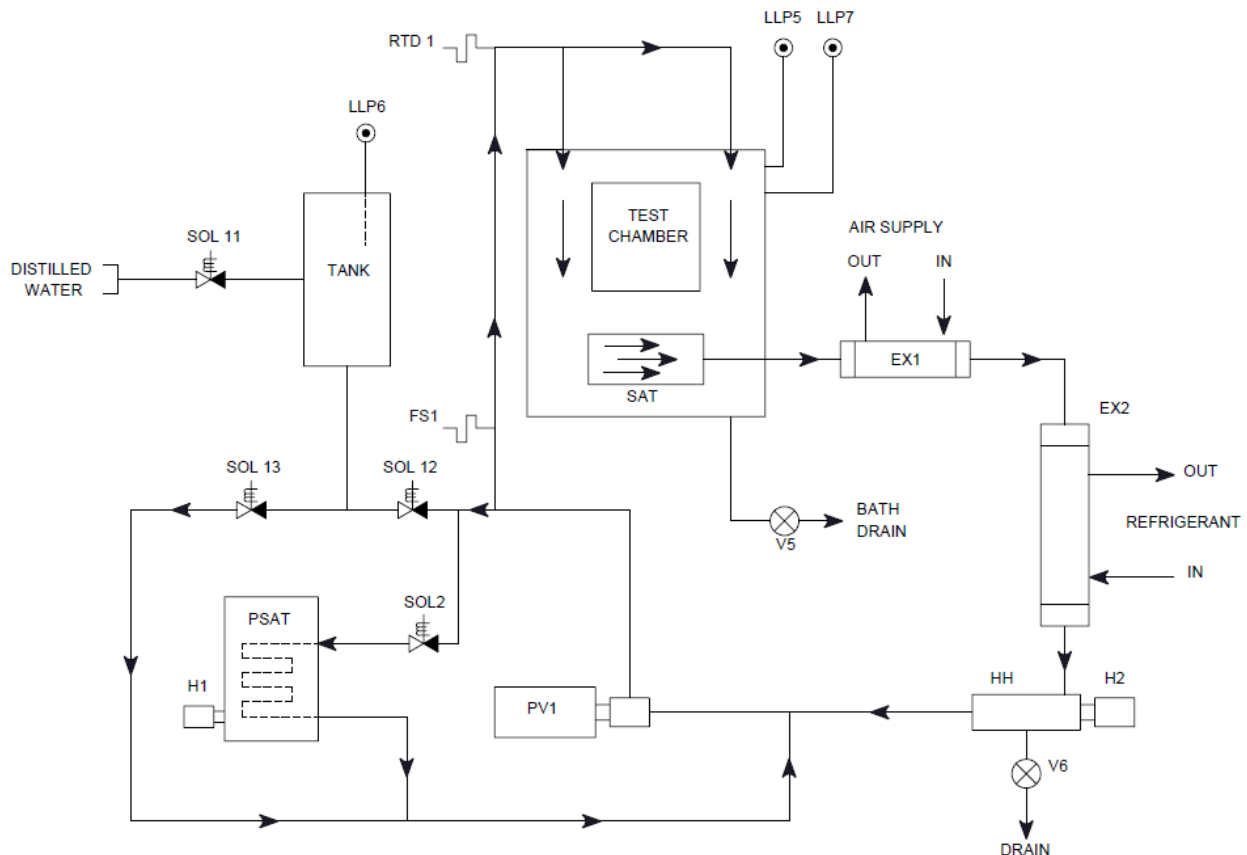 LLP5
LLP7
RTD 1
LLP6
SOL 11
DISTILLED
WATER
TANK
TEST
CHAMBER
AIR SUPPLY
OUT
IN
EX1
SAT
FS1
EX2
OUT
REFRIGERANT
IN
SOL 13
SOL 12
BATH
DRAIN
V5
PSAT
SOL2
H1
PV1
HH
H2
V6
DRAIN